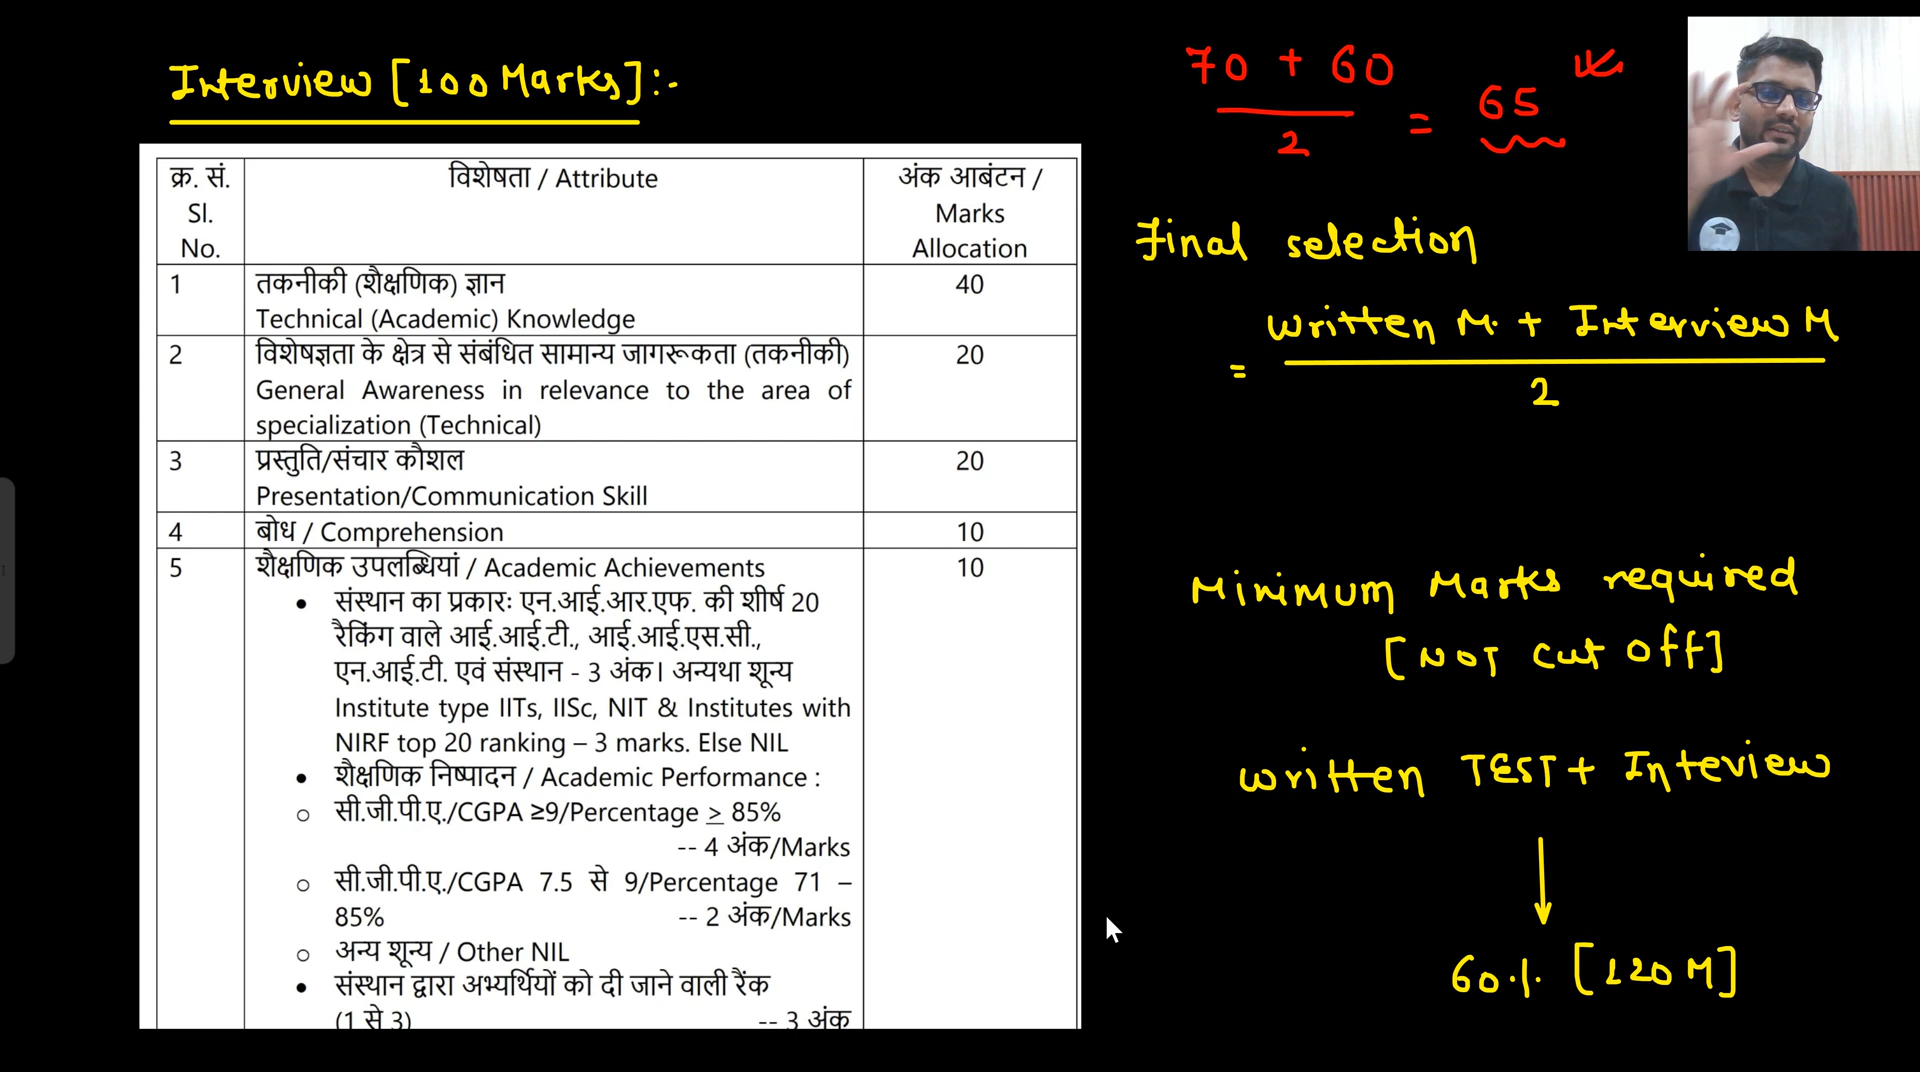 Interview [100 Marks]:-
क्र. सं.
Sl.
No.
विशेषता / Attribute
अंक आबंटन /
Marks
Allocation
1
तकनीकी (शैक्षणिक) ज्ञान
Technical (Academic) Knowledge
40
2
विशेषज्ञता के क्षेत्र से संबंधित सामान्य जागरूकता (तकनीकी)
General Awareness in relevance to the area of
specialization (Technical)
20
3
प्रस्तुति/संचार कौशल
Presentation/Communication Skill
20
4
बोध / Comprehension
10
5
शैक्षणिक उपलब्धियां / Academic Achievements
10
• संस्थान का प्रकारः एन.आई.आर.एफ. की शीर्ष 20
रैंकिंग वाले आई.आई.टी., आई.आई.एस.सी.,
एन.आई.टी. एवं संस्थान - 3 अंक। अन्यथा शून्य
Institute type IITs, IISc, NIT & Institutes with
NIRF top 20 ranking – 3 marks. Else NIL
• शैक्षणिक निष्पादन / Academic Performance :
o सी.जी.पी.ए./CGPA ≥9/Percentage > 85%
-- 4 अंक/Marks
o सी.जी.पी.ए./CGPA 7.5 से 9/Percentage 71 –
85% -- 2 अंक/Marks
o अन्य शून्य / Other NIL
• संस्थान द्वारा अभ्यर्थियों को दी जाने वाली रैंक
(1 से 3) -- 3 अंक
70 + 60
2
= 65
Final selection
= Written M. + Interview M
2
Minimum Marks required
[NOT cut off]
Written TEST + Inteview
60% [120 M]